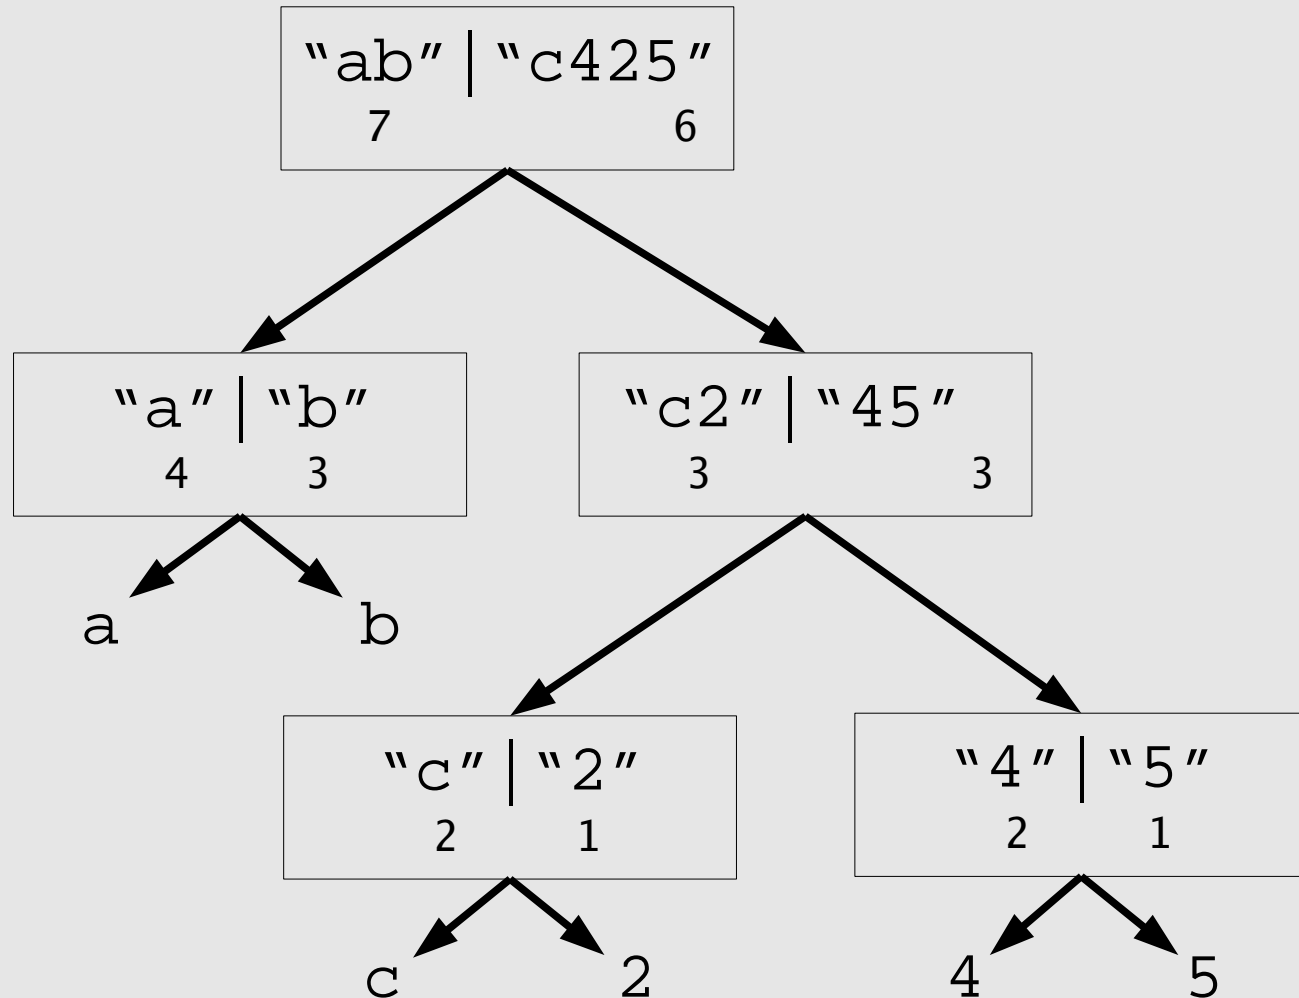 “ab” | “c425”
7 6
“a” | “b”
4 3
“c2” | “45”
3 3
a b
“c” | “2”
2 1
“4” | “5”
2 1
c 2
4 5